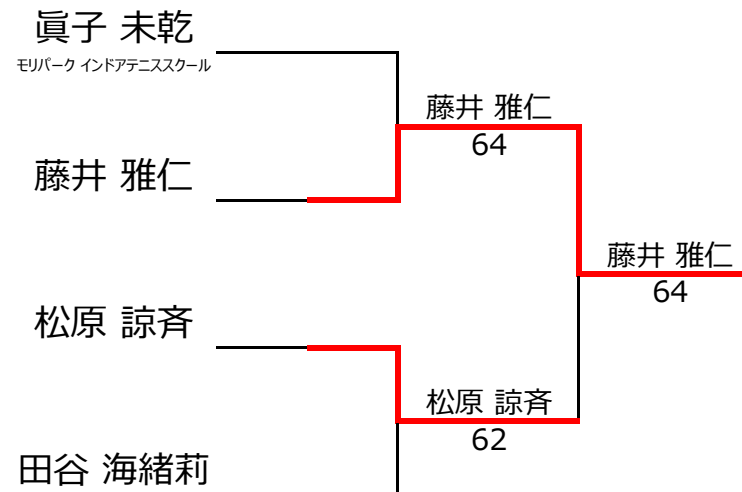 眞子 未乾
モリパーク インドアテニススクール
藤井 雅仁
64
藤井 雅仁
藤井 雅仁
64
松原 諒斉
松原 諒斉
62
田谷 海緒莉